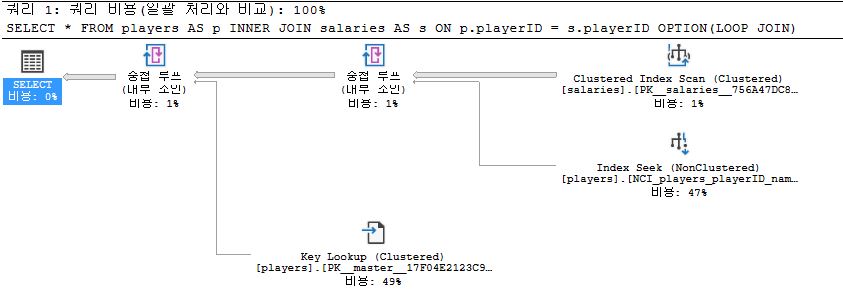 쿼리 1: 쿼리 비용(일괄 처리와 비교): 100%
SELECT * FROM players AS p INNER JOIN salaries AS s ON p.playerID = s.playerID OPTION(LOOP JOIN)
SELECT
비용: 0%
중첩 루프
(내부 조인)
비용: 1%
중첩 루프
(내부 조인)
비용: 1%
Clustered Index Scan (Clustered)
[salaries].[PK__salaries__756A47DC8…
비용: 1%
Index Seek (NonClustered)
[players].[NCI_players_playerID_nam…
비용: 47%
Key Lookup (Clustered)
[players].[PK__master__17F04E2123C9…
비용: 49%